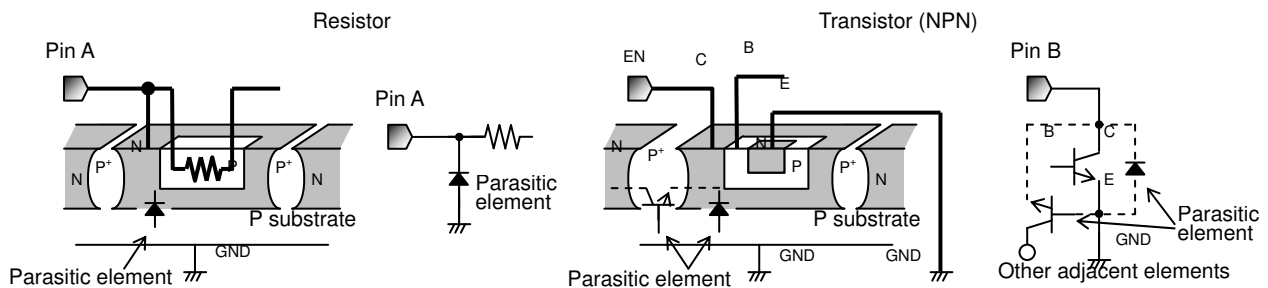 Resistor
Transistor (NPN)
Pin A
Pin A
N
P+
P
P+
N
N
P substrate
GND
Parasitic element
Parasitic
element
EN
C
B
E
N
P+
N
P
P+
N
P substrate
GND
GND
Parasitic element
Pin B
B
C
E
GND
Parasitic
element
Other adjacent elements